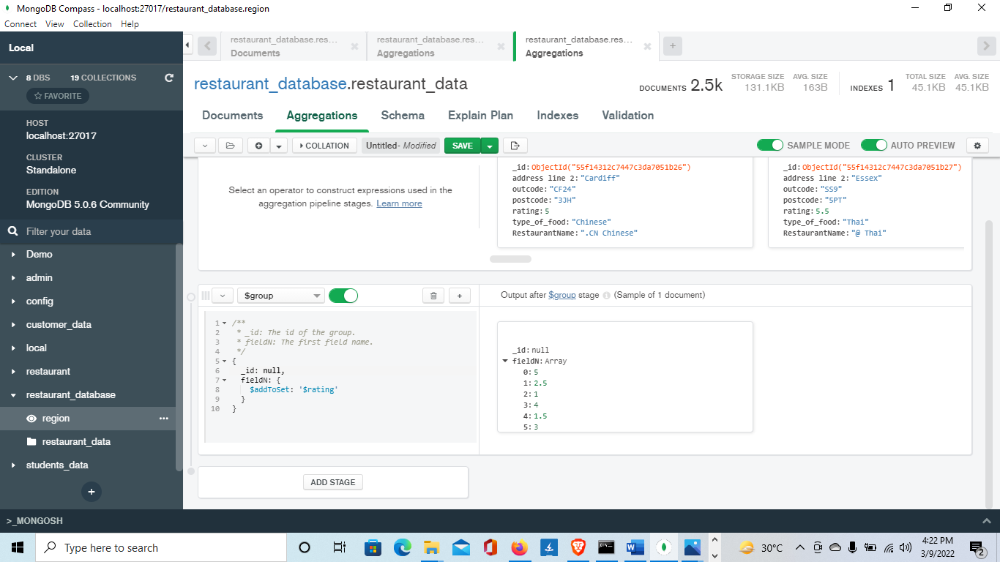 MongoDB Compass - localhost:27017/restaurant_database.region
Connect View Collection Help
Local
8 DBS 19 COLLECTIONS
FAVORITE
HOST
localhost:27017
CLUSTER
Standalone
EDITION
MongoDB 5.0.6 Community
Filter your data
Demo
admin
config
customer_data
local
restaurant
restaurant_database
region
restaurant_data
students_data
restaurant_database.res...
Documents
restaurant_database.res...
Aggregations
restaurant_database.res...
Aggregations
restaurant_database.restaurant_data
DOCUMENTS 2.5k
STORAGE SIZE
131.1KB
AVG. SIZE
163B
INDEXES 1
TOTAL SIZE
45.1KB
AVG. SIZE
45.1KB
Documents Aggregations Schema Explain Plan Indexes Validation
COLLATION Untitled- Modified SAVE SAMPLE MODE AUTO PREVIEW
Select an operator to construct expressions used in the
aggregation pipeline stages. Learn more
_id: ObjectId("55f14312c7447c3da7051b26")
address line 2: "Cardiff"
outcode: "CF24"
postcode: "3JH"
rating: 5
type_of_food: "Chinese"
RestaurantName: ".CN Chinese"
_id: ObjectId("55f14312c7447c3da7051b27")
address line 2: "Essex"
outcode: "SS9"
postcode: "5PT"
rating: 5.5
type_of_food: "Thai"
RestaurantName: "@ Thai"
$group
Output after $group stage (Sample of 1 document)
1 /**
2 * _id: The id of the group.
3 * fieldN: The first field name.
4 */
5 {
6 _id: null,
7 fieldN: {
8 $addToSet: '$rating'
9 }
10 }
_id: null
fieldN: Array
0: 5
1: 2.5
2: 1
3: 4
4: 1.5
5: 3
ADD STAGE
>_MONGOSH
Type here to search
30°C
4:22 PM
3/9/2022
2